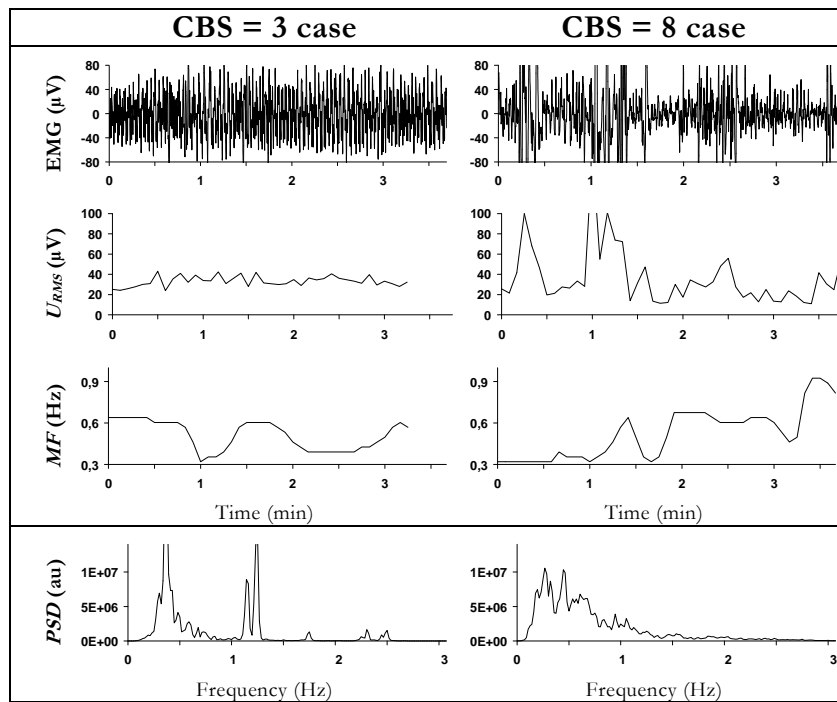 CBS = 3 case CBS = 8 case
EMG (µV)
80 80
40 40
0 0
-40 -40
-80 -80
0 1 2 3 0 1 2 3
U_RMS (µV)
100 100
80 80
60 60
40 40
20 20
0 0
0 1 2 3 0 1 2 3
MF (Hz)
0,9 0,9
0,6 0,6
0,3 0,3
0 1 2 3 0 1 2 3
Time (min) Time (min)
PSD (au)
1E+07 1E+07
5E+06 5E+06
0E+00 0E+00
0 1 2 3 0 1 2 3
Frequency (Hz) Frequency (Hz)